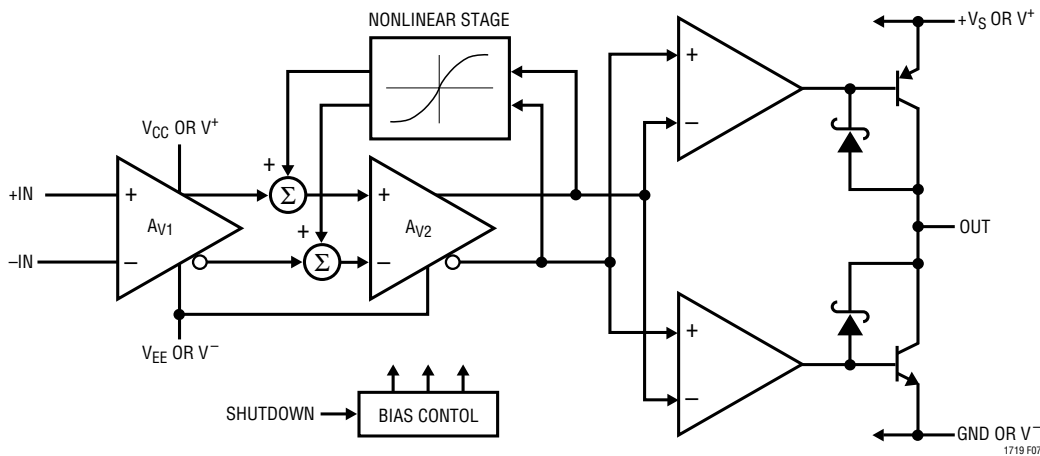 NONLINEAR STAGE
+VS OR V+
+
−
VCC OR V+
+
+IN
+
AV1
−
−IN
Σ
+
Σ
+
AV2
−
OUT
VEE OR V−
+
−
SHUTDOWN
BIAS CONTOL
GND OR V−
1719 F07